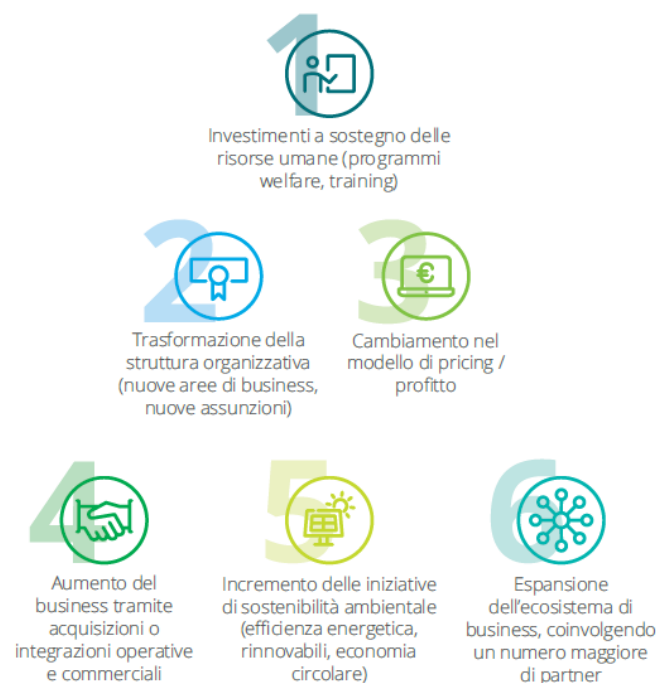 1
Investimenti a sostegno delle
risorse umane (programmi
welfare, training)
2
Trasformazione della
struttura organizzativa
(nuove aree di business,
nuove assunzioni)
3
€
Cambiamento nel
modello di pricing /
profitto
4
Aumento del
business tramite
acquisizioni o
integrazioni operative
e commerciali
5
Incremento delle iniziative
di sostenibilità ambientale
(efficienza energetica,
rinnovabili, economia
circolare)
6
Espansione
dell’ecosistema di
business, coinvolgendo
un numero maggiore
di partner